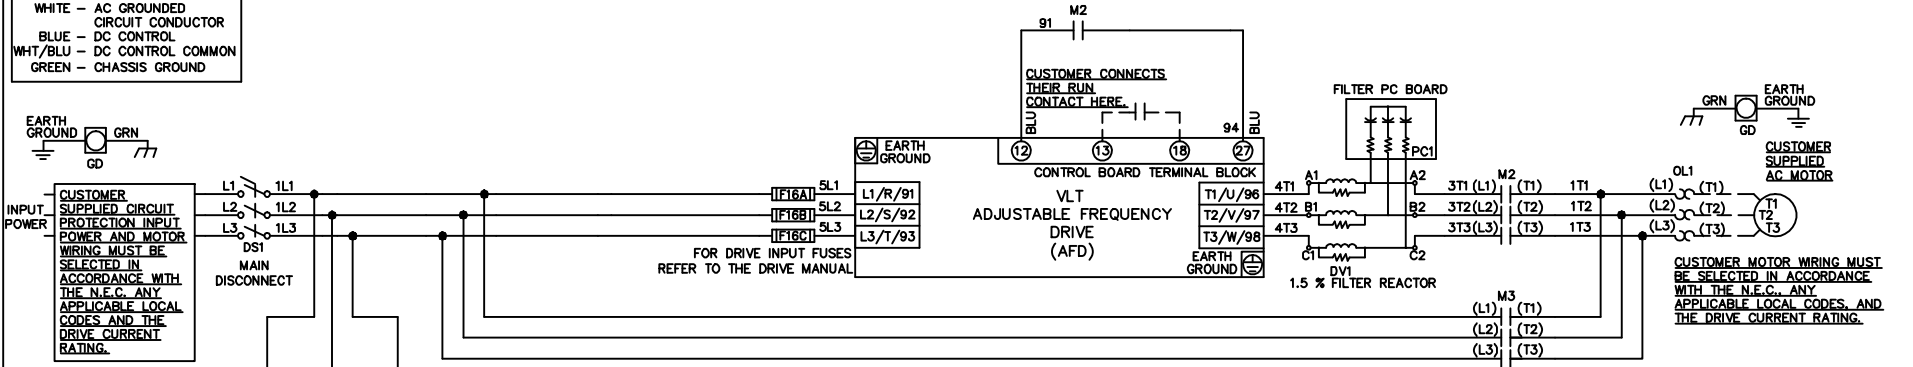 WHITE – AC GROUNDED
CIRCUIT CONDUCTOR
BLUE – DC CONTROL
WHT/BLU – DC CONTROL COMMON
GREEN – CHASSIS GROUND
EARTH
GROUND
GRN
GD
INPUT
POWER
CUSTOMER
SUPPLIED CIRCUIT
PROTECTION INPUT
POWER AND MOTOR
WIRING MUST BE
SELECTED IN
ACCORDANCE WITH
THE N.E.C. ANY
APPLICABLE LOCAL
CODES AND THE
DRIVE CURRENT
RATING.
L1 1L1
L2 1L2
L3 1L3
DS1
MAIN
DISCONNECT
F16A 5L1
F16B 5L2
F16C 5L3
FOR DRIVE INPUT FUSES
REFER TO THE DRIVE MANUAL
M2
91
CUSTOMER CONNECTS
THEIR RUN
CONTACT HERE.
BLU
94 BLU
12 13 18 27
EARTH
GROUND
CONTROL BOARD TERMINAL BLOCK
L1/R/91
L2/S/92
L3/T/93
VLT
ADJUSTABLE FREQUENCY
DRIVE
(AFD)
T1/U/96
T2/V/97
T3/W/98
EARTH
GROUND
FILTER PC BOARD
PC1
4T1 A1 A2
4T2 B1 B2
4T3
C1 C2
DV1
1.5 % FILTER REACTOR
M2
3T1 (L1) (T1) 1T1
3T2(L2) (T2) 1T2
3T3(L3) (T3) 1T3
M3
(L1) (T1)
(L2) (T2)
(L3) (T3)
OL1
(L1) (T1)
(L2) (T2)
(L3) (T3)
T1
T2
T3
GRN
EARTH
GROUND
GD
CUSTOMER
SUPPLIED
AC MOTOR
CUSTOMER MOTOR WIRING MUST
BE SELECTED IN ACCORDANCE
WITH THE N.E.C., ANY
APPLICABLE LOCAL CODES, AND
THE DRIVE CURRENT RATING.